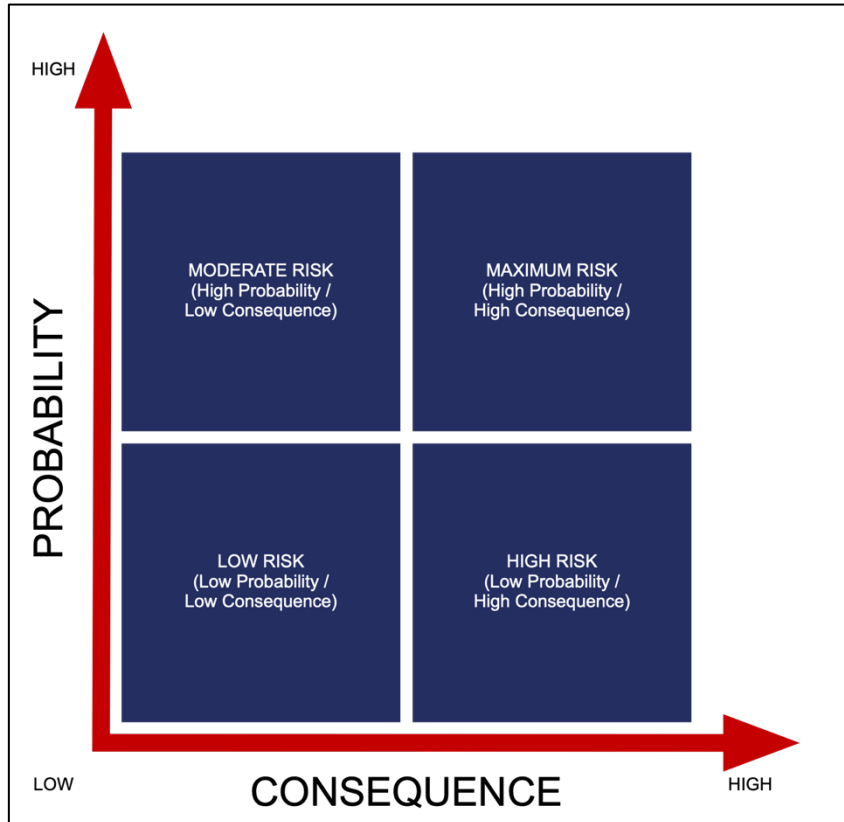 HIGH
MODERATE RISK
(High Probability /
Low Consequence)
MAXIMUM RISK
(High Probability /
High Consequence)
PROBABILITY
LOW RISK
(Low Probability /
Low Consequence)
HIGH RISK
(Low Probability /
High Consequence)
LOW
CONSEQUENCE
HIGH